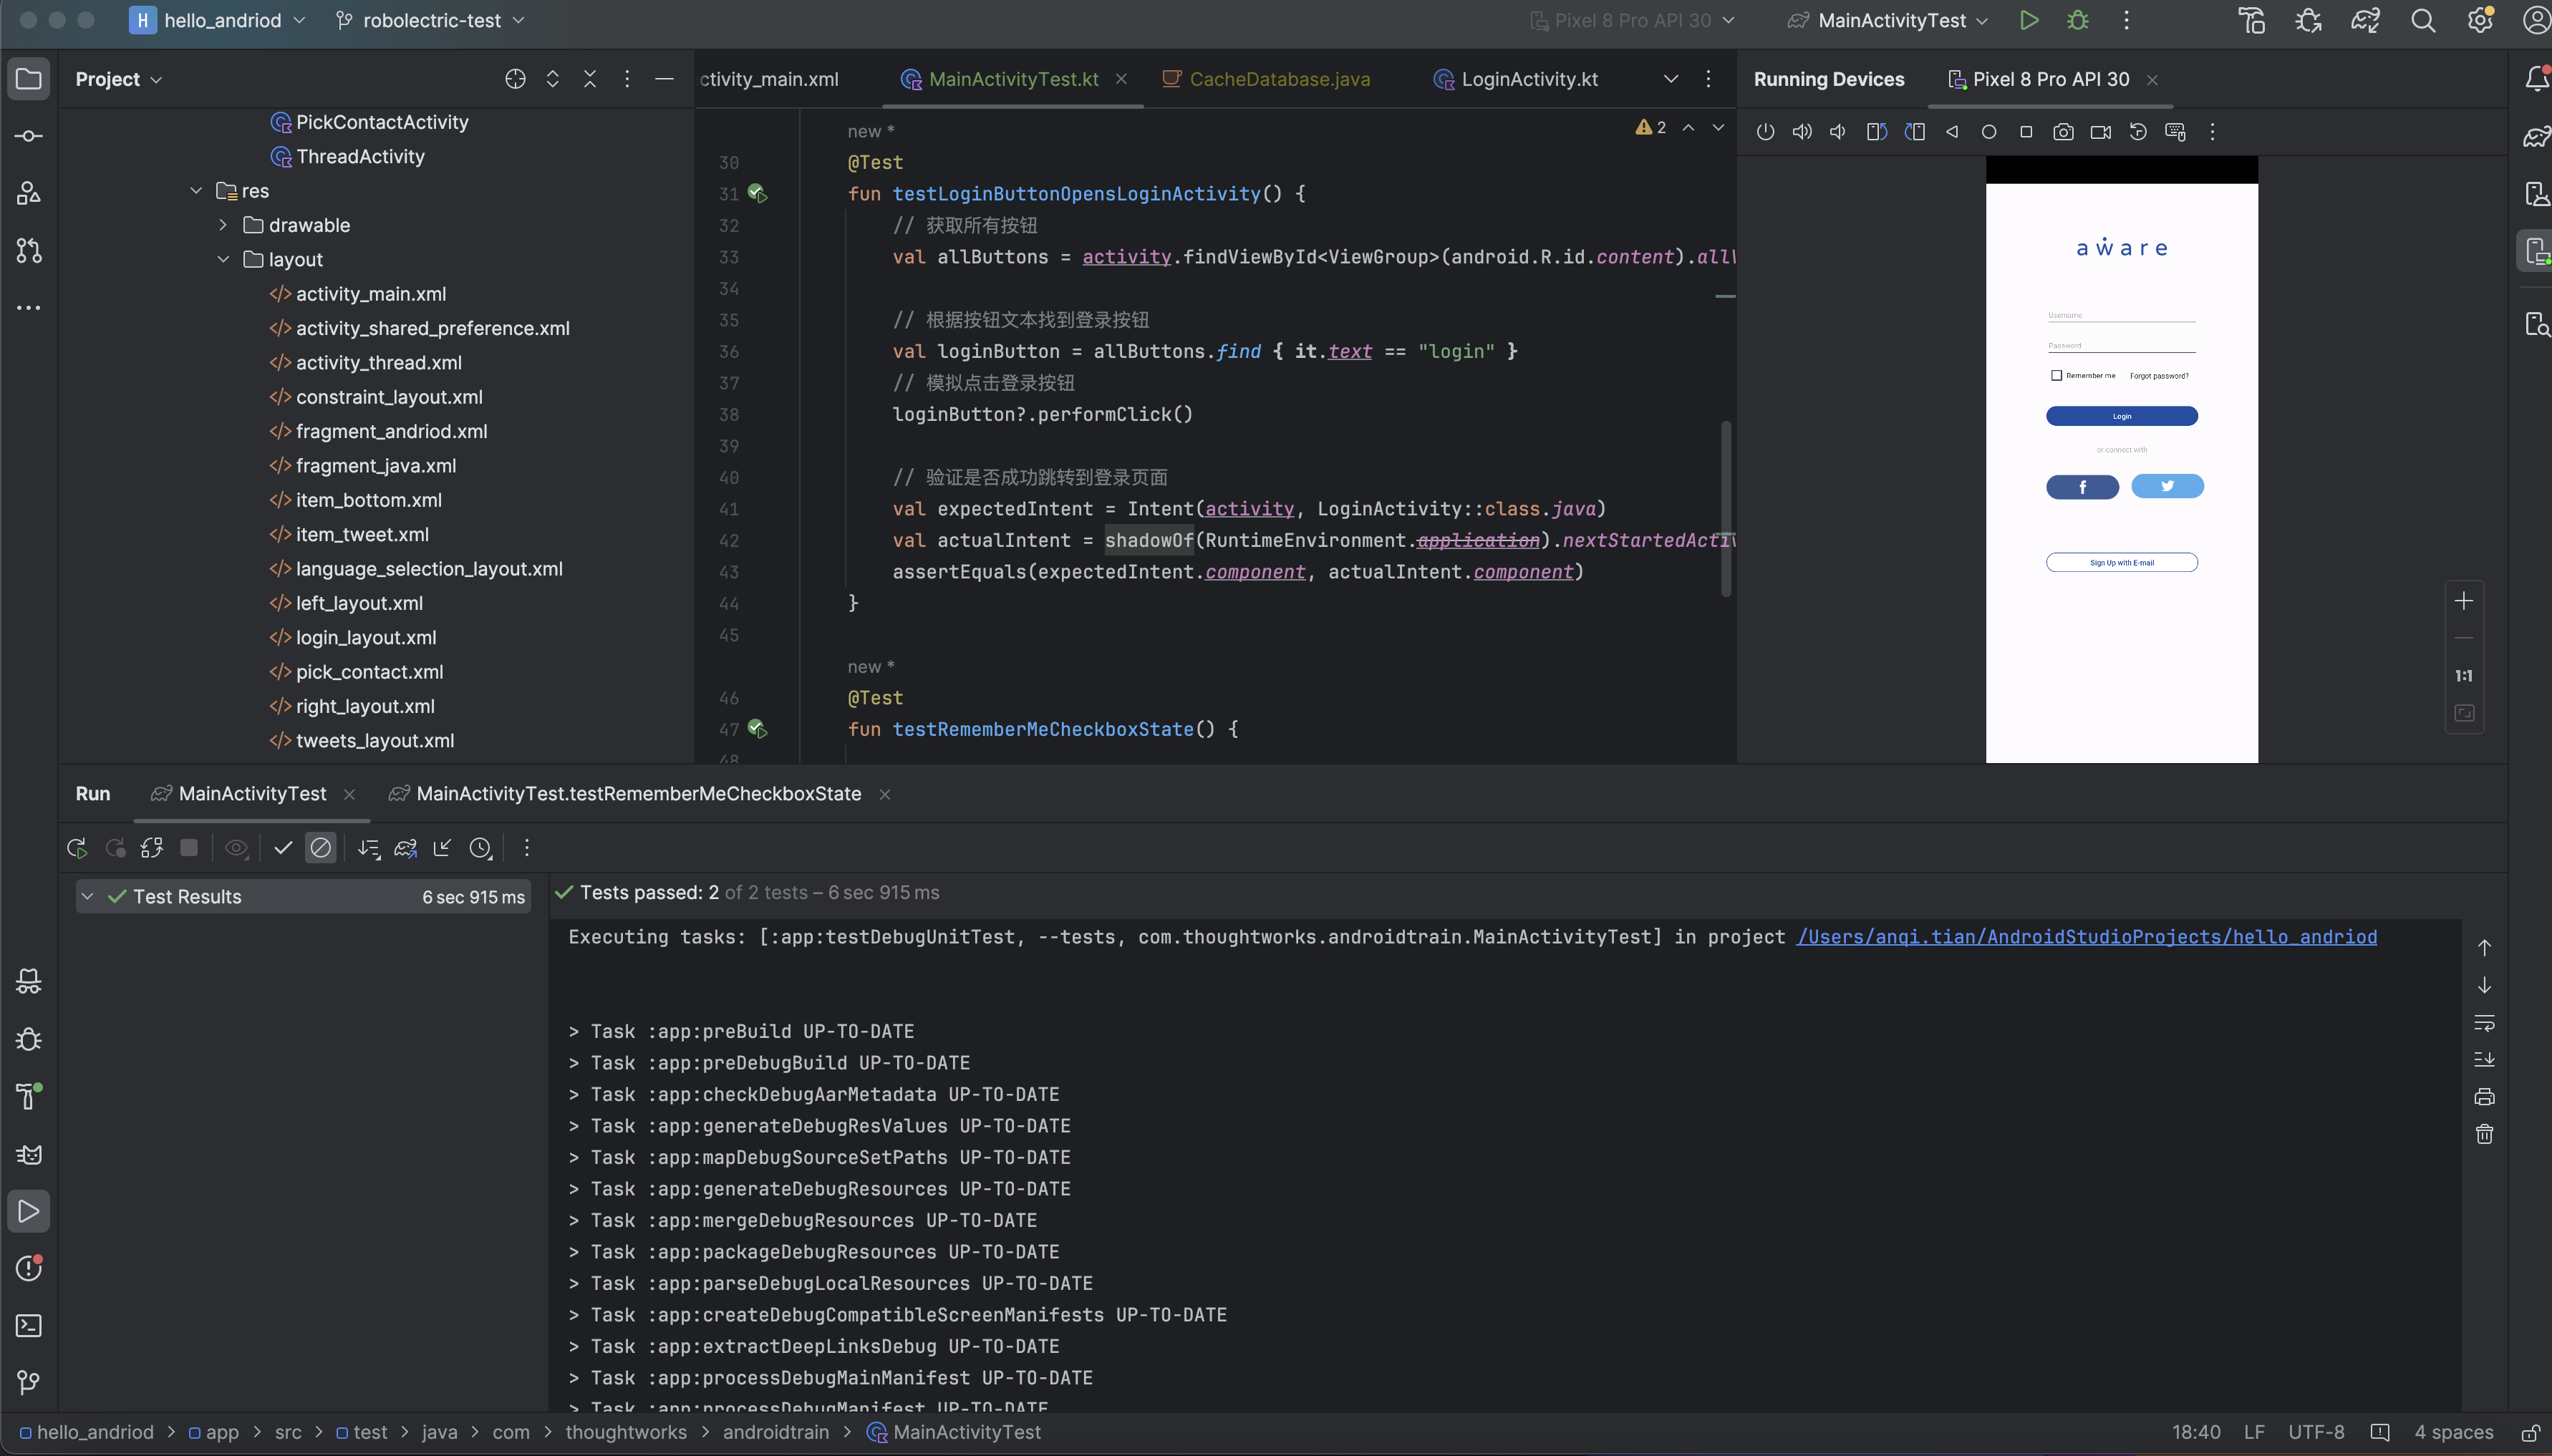 H hello_andriod robolectric-test Pixel 8 Pro API 30 MainActivityTest
Project
PickContactActivity
ThreadActivity
res
drawable
layout
activity_main.xml
activity_shared_preference.xml
activity_thread.xml
constraint_layout.xml
fragment_andriod.xml
fragment_java.xml
item_bottom.xml
item_tweet.xml
language_selection_layout.xml
left_layout.xml
login_layout.xml
pick_contact.xml
right_layout.xml
tweets_layout.xml
ctivity_main.xml MainActivityTest.kt CacheDatabase.java LoginActivity.kt
new * 2
30 @Test
31 fun testLoginButtonOpensLoginActivity() {
32 // 获取所有按钮
33 val allButtons = activity.findViewById<ViewGroup>(android.R.id.content).all
34
35 // 根据按钮文本找到登录按钮
36 val loginButton = allButtons.find { it.text == "login" }
37 // 模拟点击登录按钮
38 loginButton?.performClick()
39
40 // 验证是否成功跳转到登录页面
41 val expectedIntent = Intent(activity, LoginActivity::class.java)
42 val actualIntent = shadowOf(RuntimeEnvironment.application).nextStartedActiv
43 assertEquals(expectedIntent.component, actualIntent.component)
44 }
45
new *
46 @Test
47 fun testRememberMeCheckboxState() {
48
Running Devices Pixel 8 Pro API 30
aware
Username
Password
Remember me Forgot password?
Login
or connect with
f
Sign Up with E-mail
1:1
Run MainActivityTest MainActivityTest.testRememberMeCheckboxState
Test Results 6 sec 915 ms
Tests passed: 2 of 2 tests – 6 sec 915 ms
Executing tasks: [:app:testDebugUnitTest, --tests, com.thoughtworks.androidtrain.MainActivityTest] in project /Users/anqi.tian/AndroidStudioProjects/hello_andriod
> Task :app:preBuild UP-TO-DATE
> Task :app:preDebugBuild UP-TO-DATE
> Task :app:checkDebugAarMetadata UP-TO-DATE
> Task :app:generateDebugResValues UP-TO-DATE
> Task :app:mapDebugSourceSetPaths UP-TO-DATE
> Task :app:generateDebugResources UP-TO-DATE
> Task :app:mergeDebugResources UP-TO-DATE
> Task :app:packageDebugResources UP-TO-DATE
> Task :app:parseDebugLocalResources UP-TO-DATE
> Task :app:createDebugCompatibleScreenManifests UP-TO-DATE
> Task :app:extractDeepLinksDebug UP-TO-DATE
> Task :app:processDebugMainManifest UP-TO-DATE
> Task :app:processDebugManifest UP-TO-DATE
hello_andriod > app > src > test > java > com > thoughtworks > androidtrain > MainActivityTest
18:40 LF UTF-8 4 spaces